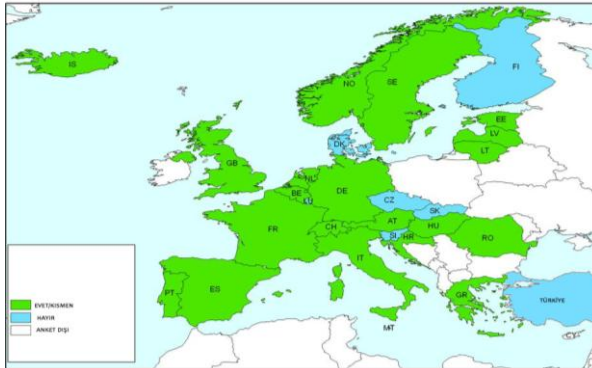 IS
NO
SE
FI
EE
LV
LT
DK
GB
NL
BE
DE
LU
CZ
SK
FR
CH
AT
HU
SI
HR
RO
IT
PT
ES
GR
TÜRKİYE
MT
EVET/KISMEN
HAYIR
ANKET DIŞI